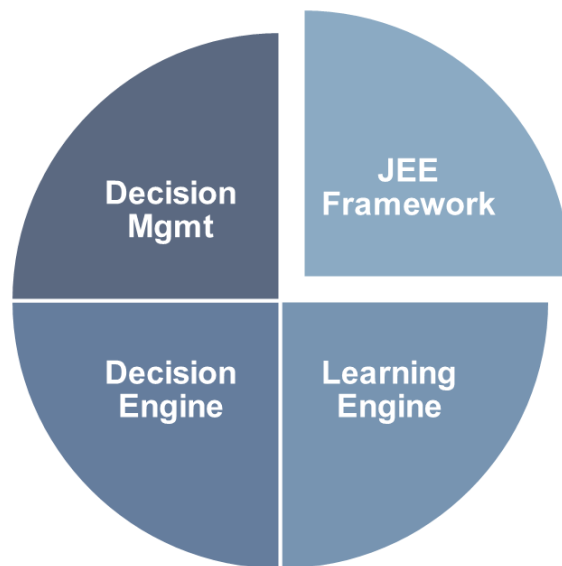 Decision
Mgmt
JEE
Framework
Decision
Engine
Learning
Engine